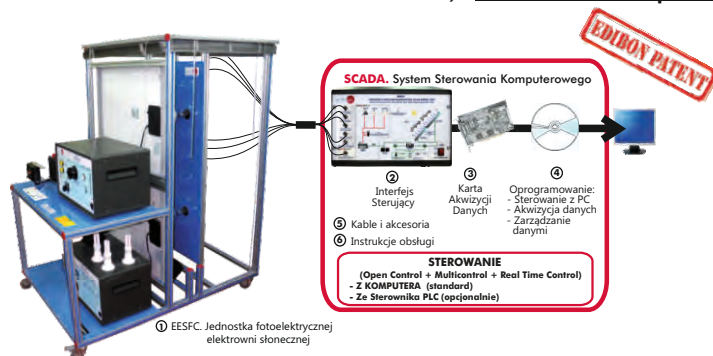 EDIBON PATENT
SCADA. System Sterowania Komputerowego
② Interfejs
Sterujący
③ Karta
Akwizycji
Danych
④ Oprogramowanie:
- Sterowanie z PC
- Akwizycja danych
- Zarządzanie
danymi
⑤ Kable i akcesoria
⑥ Instrukcje obsługi
STEROWANIE
(Open Control + Multicontrol + Real Time Control)
- Z KOMPUTERA (standard)
- Ze Sterownika PLC (opcjonalnie)
① EESFC. Jednostka fotoelektrycznej
elektrowni słonecznej